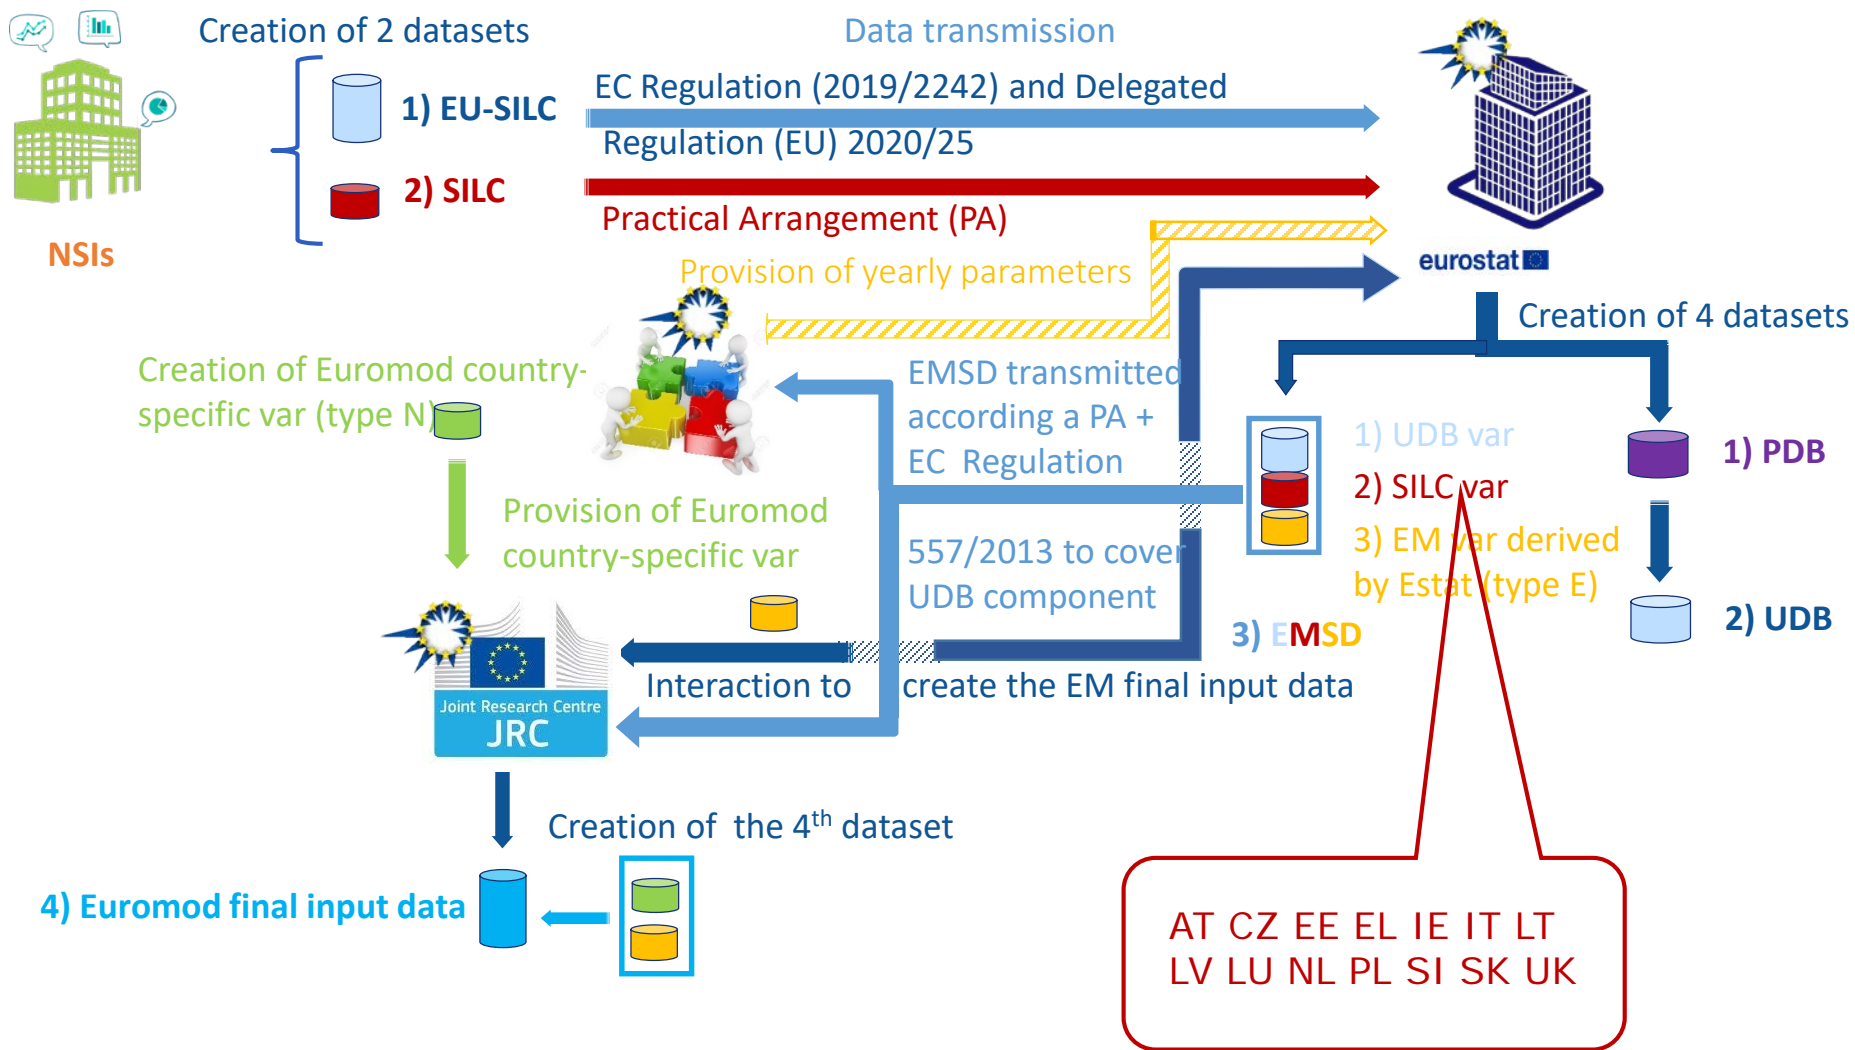 Creation of 2 datasets
Data transmission
1) EU-SILC
EC Regulation (2019/2242) and Delegated
Regulation (EU) 2020/25
2) SILC
Practical Arrangement (PA)
NSIs
eurostat
Provision of yearly parameters
Creation of 4 datasets
Creation of Euromod country-
specific var (type N)
EMSD transmitted
according a PA +
EC Regulation
557/2013 to cover
UDB component
1) UDB var
2) SILC var
3) EM var derived
by Estat (type E)
1) PDB
2) UDB
3) EMSD
Provision of Euromod
country-specific var
Interaction to create the EM final input data
Joint Research Centre
JRC
Creation of the 4th dataset
4) Euromod final input data
AT CZ EE EL IE IT LT
LV LU NL PL SI SK UK